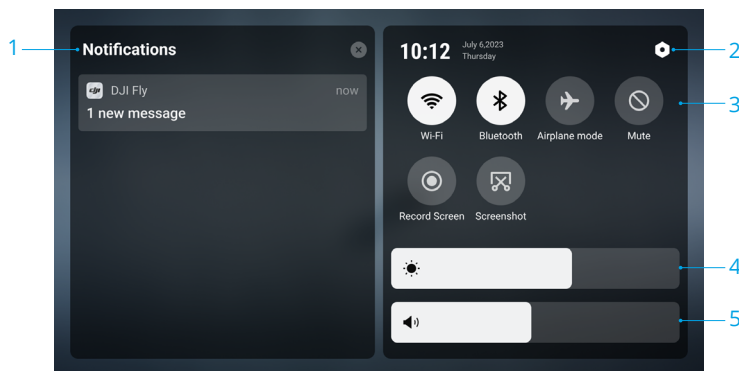 1
Notifications
DJI Fly
now
1 new message
10:12
July 6,2023
Thursday
2
Wi-Fi
Bluetooth
Airplane mode
Mute
3
Record Screen
Screenshot
4
5